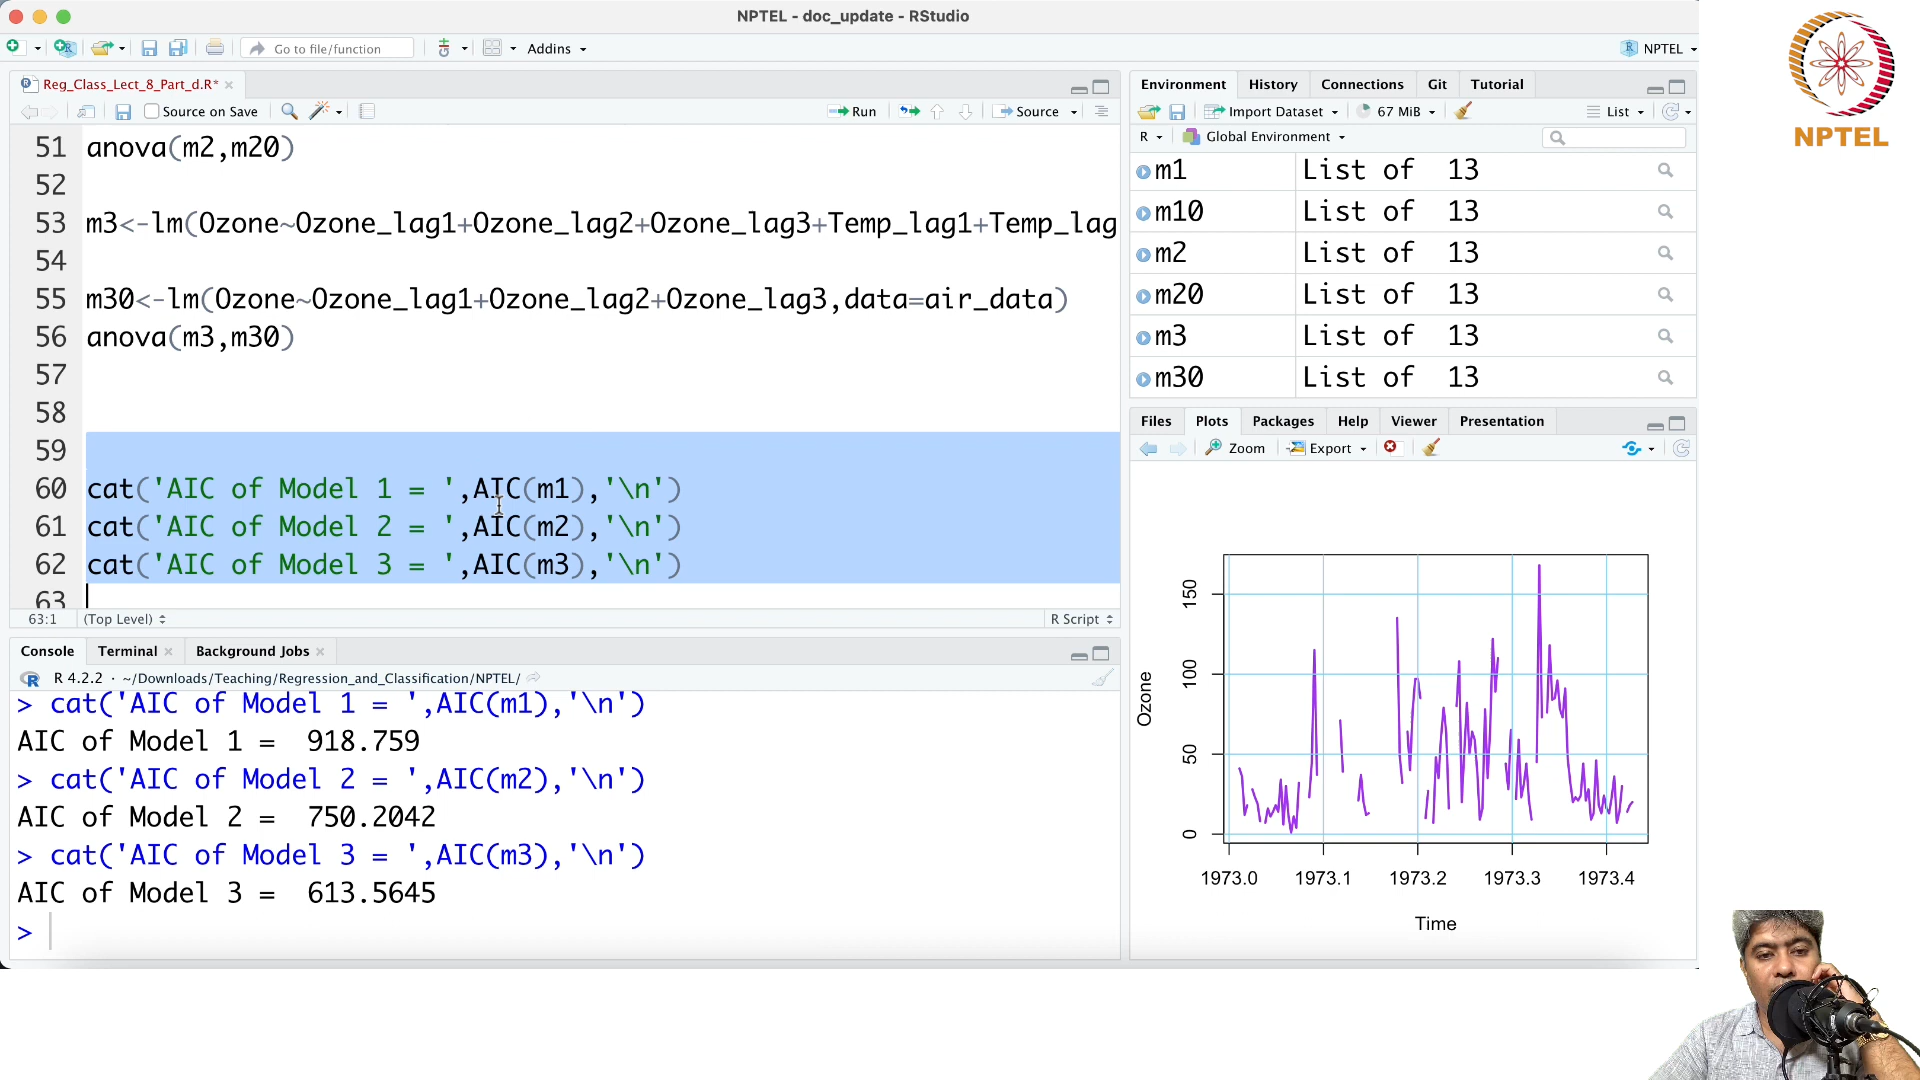 NPTEL - doc_update - RStudio
Go to file/function
Addins
NPTEL
Reg_Class_Lect_8_Part_d.R*
Source on Save
Run
Source
51 anova(m2,m20)
52
53 m3<-lm(Ozone~Ozone_lag1+Ozone_lag2+Ozone_lag3+Temp_lag1+Temp_lag
54
55 m30<-lm(Ozone~Ozone_lag1+Ozone_lag2+Ozone_lag3,data=air_data)
56 anova(m3,m30)
57
58
59
60 cat('AIC of Model 1 = ',AIC(m1),'\n')
61 cat('AIC of Model 2 = ',AIC(m2),'\n')
62 cat('AIC of Model 3 = ',AIC(m3),'\n')
63
63:1 (Top Level) R Script
Console Terminal Background Jobs
R 4.2.2 · ~/Downloads/Teaching/Regression_and_Classification/NPTEL/
> cat('AIC of Model 1 = ',AIC(m1),'\n')
AIC of Model 1 =  918.759
> cat('AIC of Model 2 = ',AIC(m2),'\n')
AIC of Model 2 =  750.2042
> cat('AIC of Model 3 = ',AIC(m3),'\n')
AIC of Model 3 =  613.5645
>
Environment History Connections Git Tutorial
Import Dataset 67 MiB List
R Global Environment
m1 List of  13
m10 List of  13
m2 List of  13
m20 List of  13
m3 List of  13
m30 List of  13
Files Plots Packages Help Viewer Presentation
Zoom Export
Ozone
150
100
50
0
1973.0 1973.1 1973.2 1973.3 1973.4
Time
NPTEL